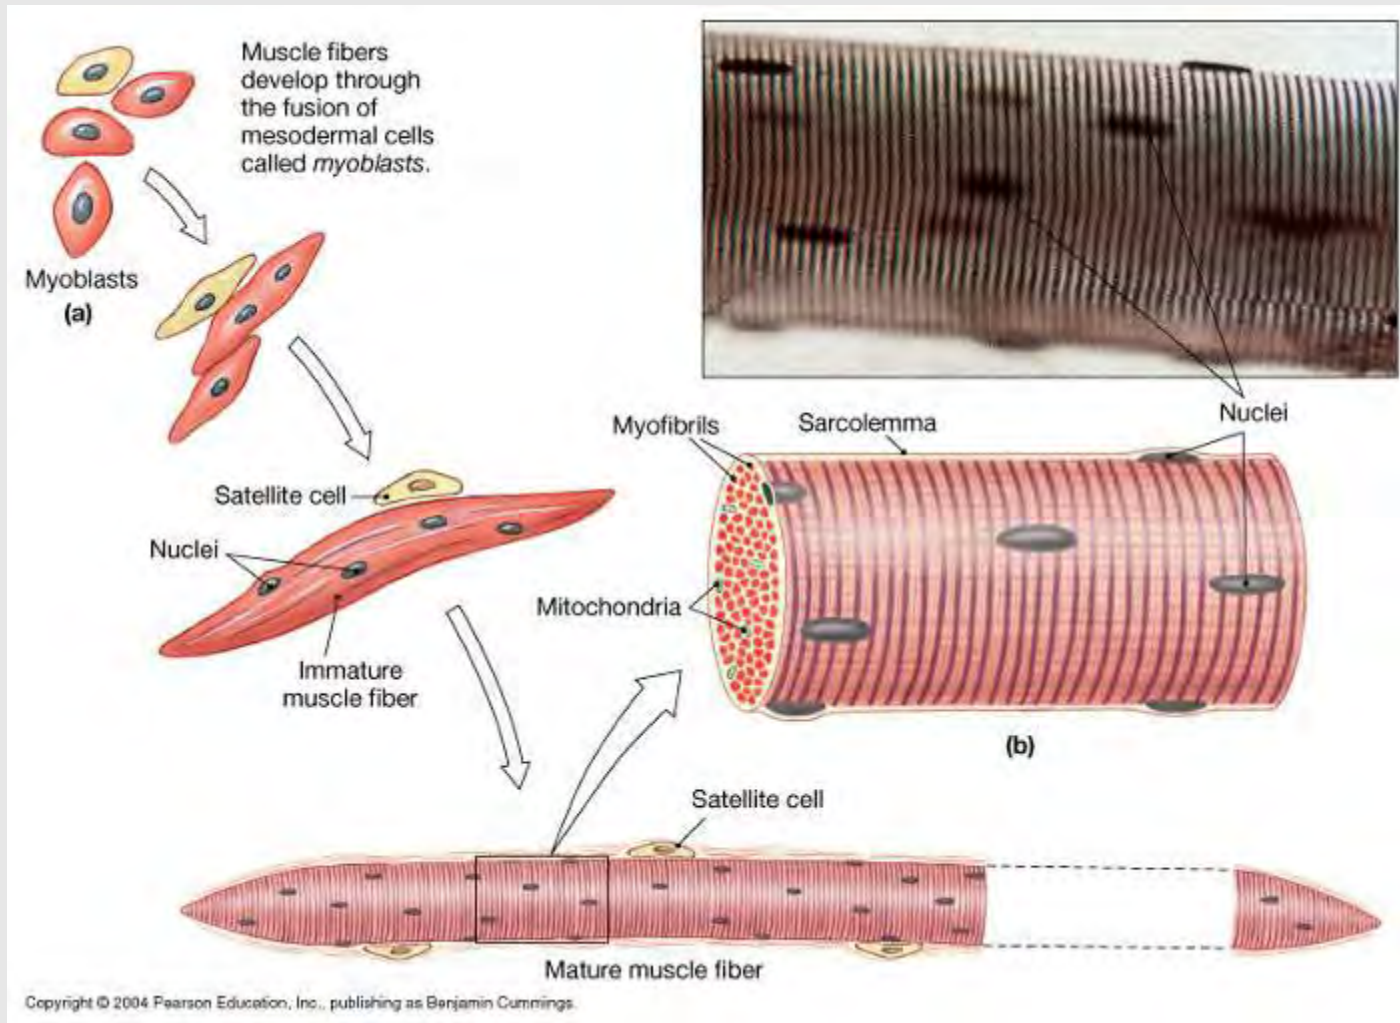 Muscle fibers
develop through
the fusion of
mesodermal cells
called myoblasts.
Myoblasts
(a)
Satellite cell
Nuclei
Immature
muscle fiber
Myofibrils
Sarcolemma
Nuclei
Mitochondria
(b)
Satellite cell
Mature muscle fiber
Copyright © 2004 Pearson Education, Inc., publishing as Benjamin Cummings.